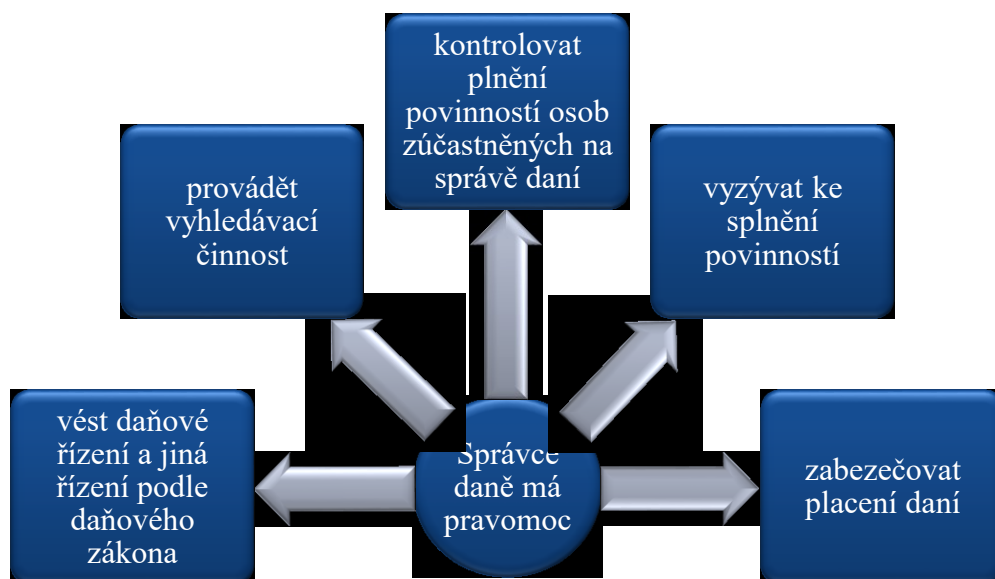 kontrolovat
plnění
povinností osob
zúčastněných na
správě daní
provádět
vyhledávací
činnost
vyzývat ke
splnění
povinností
vést daňové
řízení a jiná
řízení podle
daňového
zákona
Správce
daně má
pravomoc
zabezečovat
placení daní